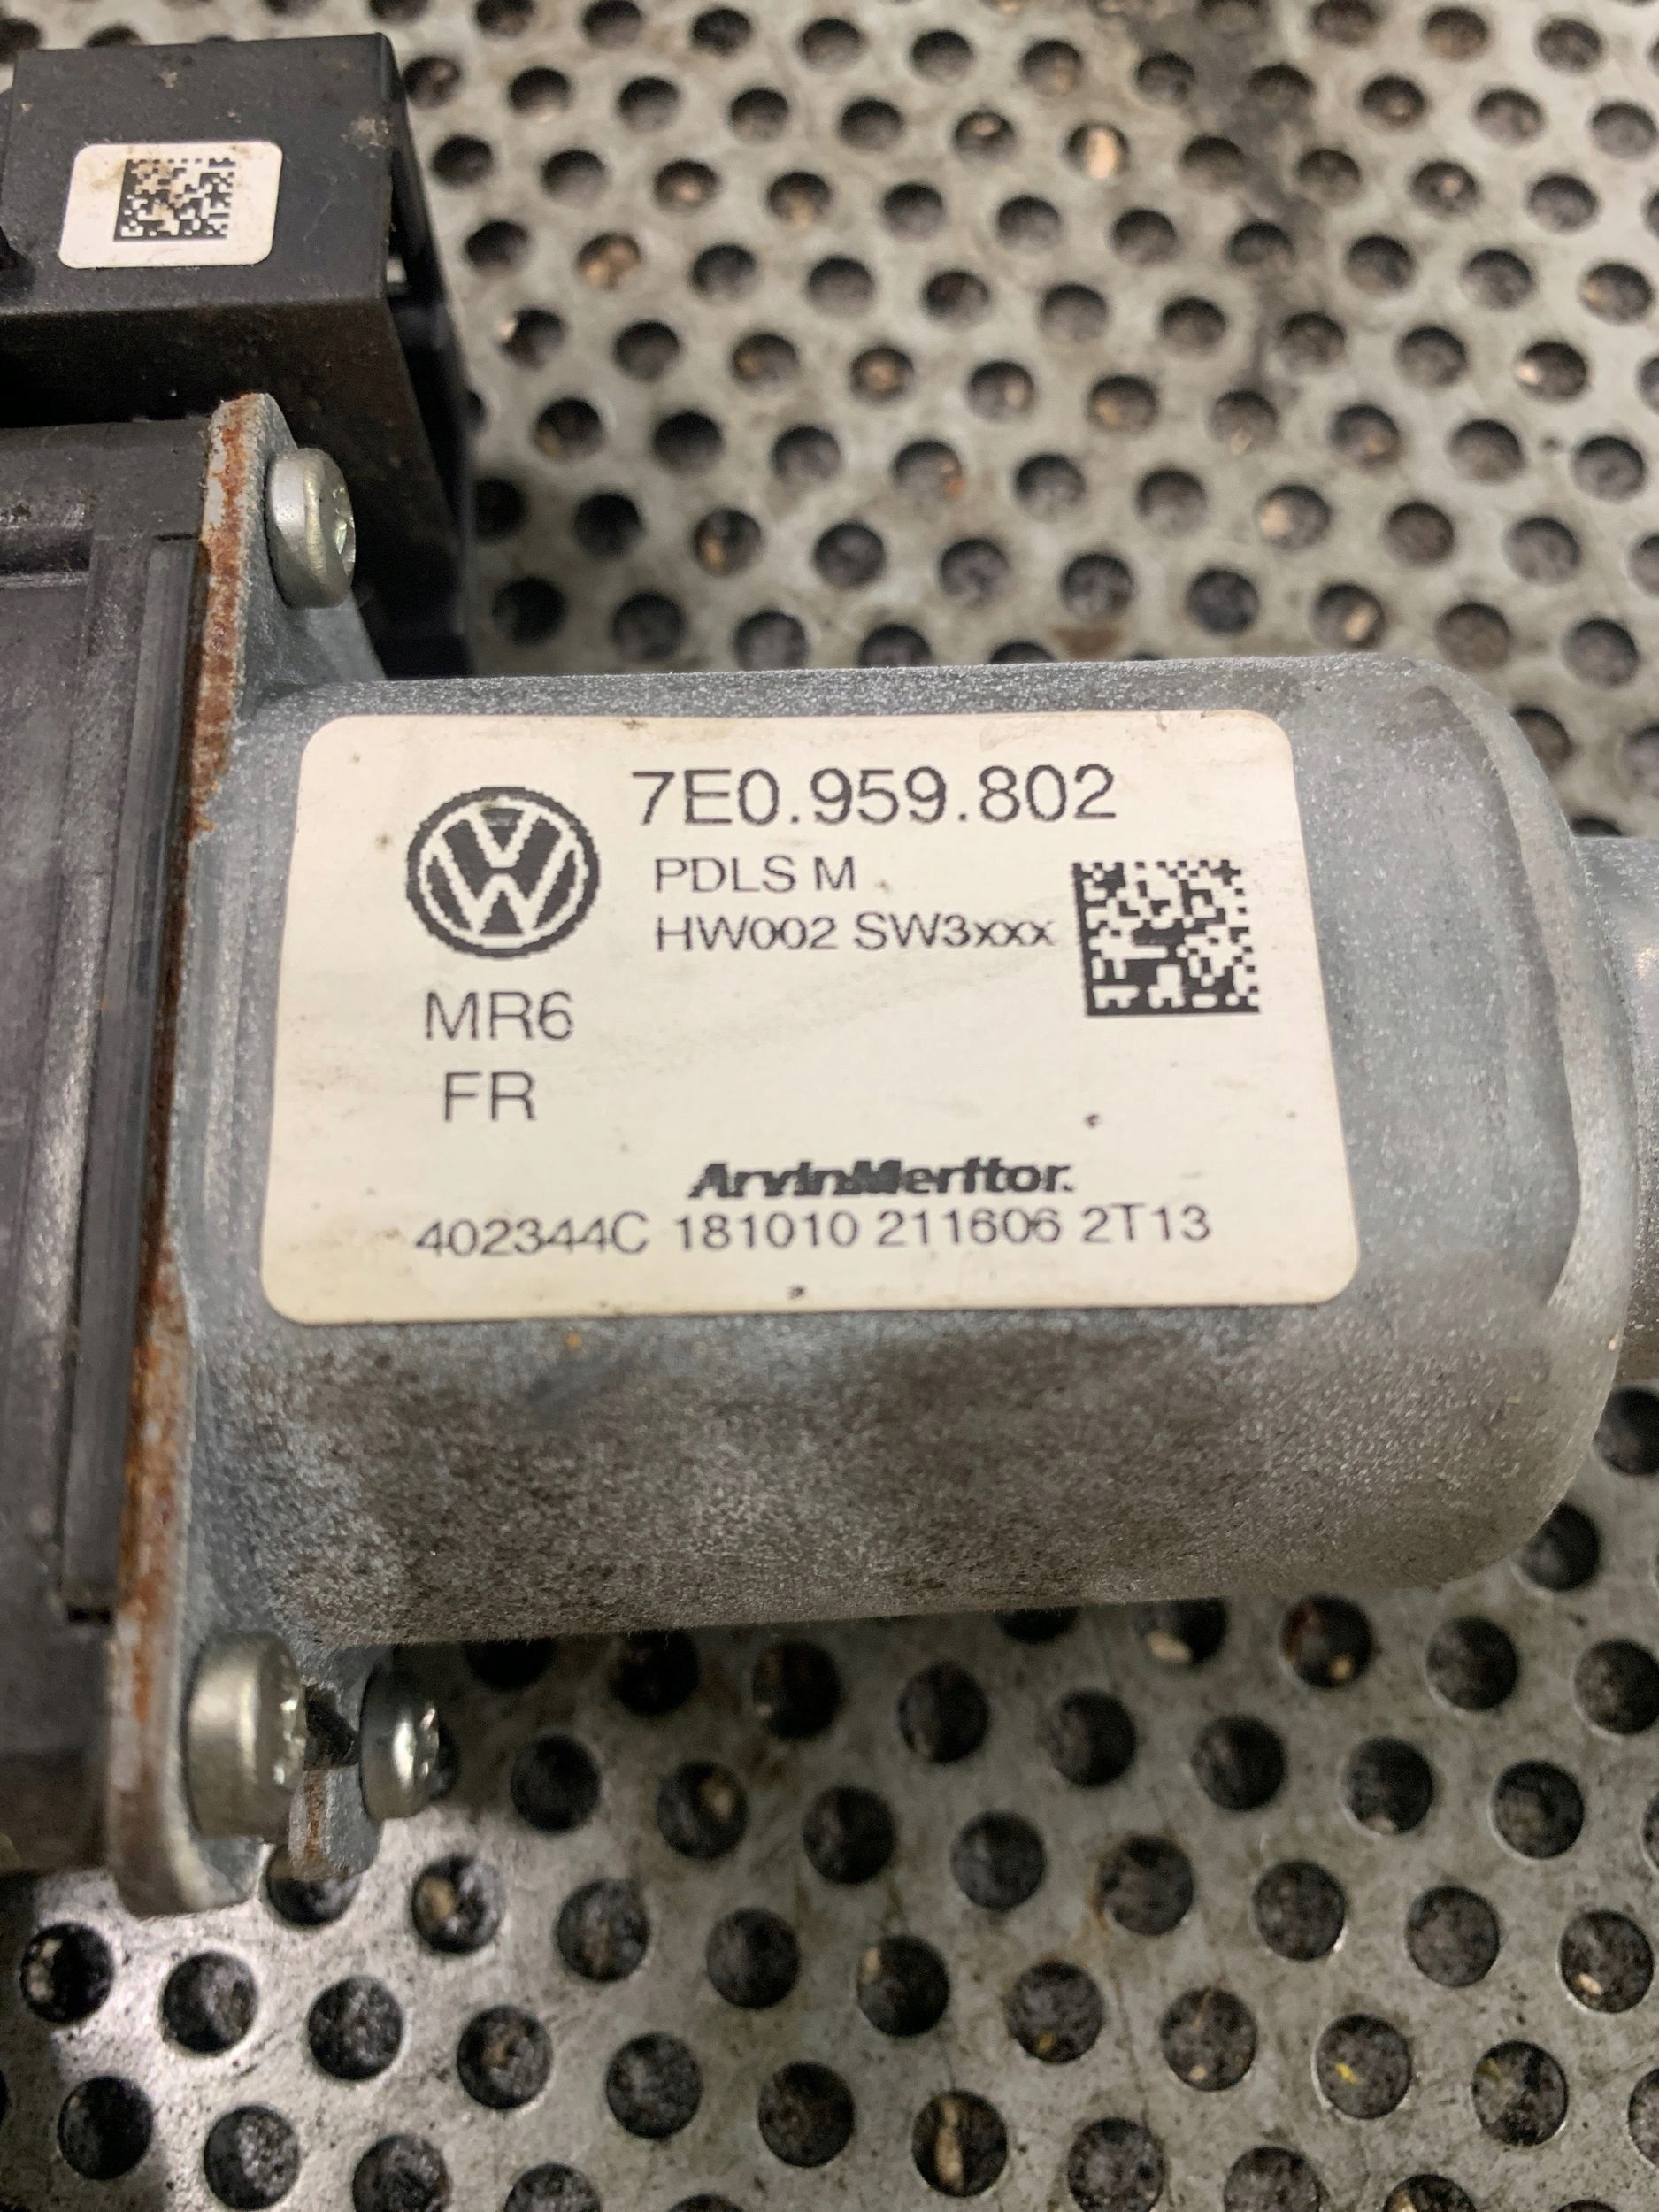 7E0.959.802
PDLS M
HW002 SW3xxx
MR6
FR
ArvinMeritor.
402344C 181010 211606 2T13